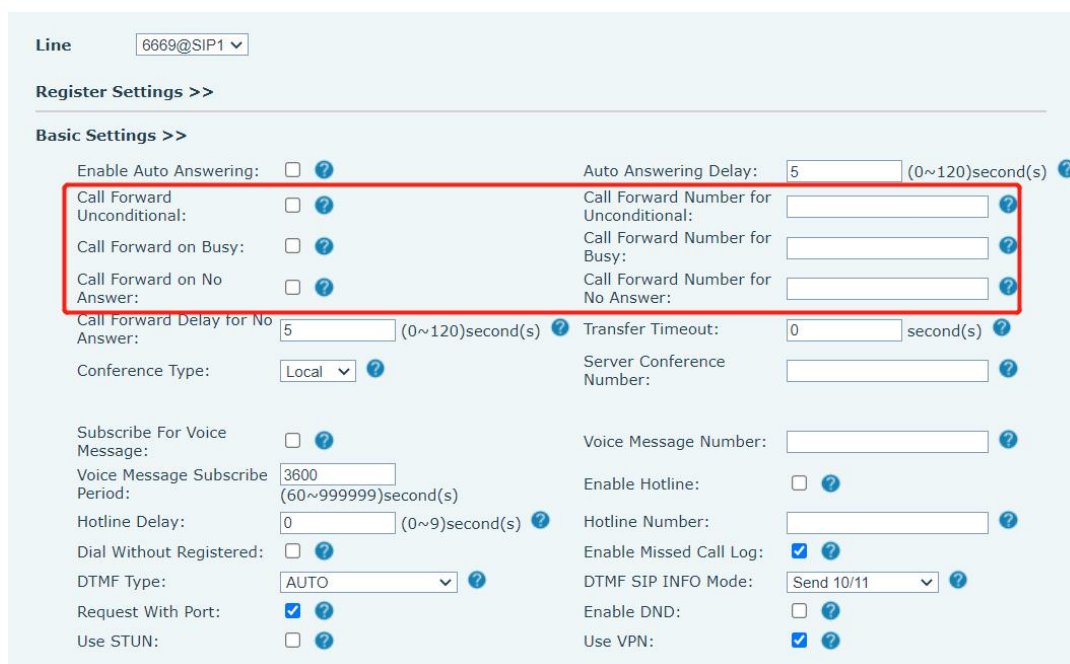 Line 6669@SIP1
Register Settings >>
Basic Settings >>
Enable Auto Answering: ? Auto Answering Delay: 5 (0~120)second(s) ?
Call Forward
Unconditional: ? Call Forward Number for
Unconditional: ?
Call Forward on Busy: ? Call Forward Number for
Busy: ?
Call Forward on No
Answer: ? Call Forward Number for
No Answer: ?
Call Forward Delay for No
Answer: 5 (0~120)second(s) ? Transfer Timeout: 0 second(s) ?
Conference Type: Local ? Server Conference
Number: ?
Subscribe For Voice
Message: ? Voice Message Number: ?
Voice Message Subscribe
Period: 3600
(60~999999)second(s) Enable Hotline: ?
Hotline Delay: 0 (0~9)second(s) ? Hotline Number: ?
Dial Without Registered: ? Enable Missed Call Log: ?
DTMF Type: AUTO ? DTMF SIP INFO Mode: Send 10/11 ?
Request With Port: ? Enable DND: ?
Use STUN: ? Use VPN: ?